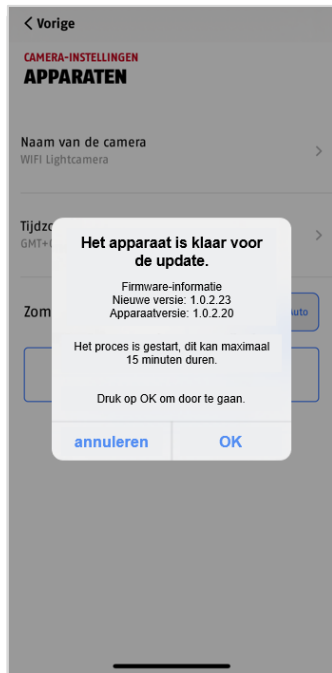 Vorige
CAMERA-INSTELLINGEN
APPARATEN
Naam van de camera
WIFI Lightcamera
Het apparaat is klaar voor
de update.
Firmware-informatie
Nieuwe versie: 1.0.2.23
Apparaatversie: 1.0.2.20
Het proces is gestart, dit kan maximaal
15 minuten duren.
Druk op OK om door te gaan.
annuleren OK